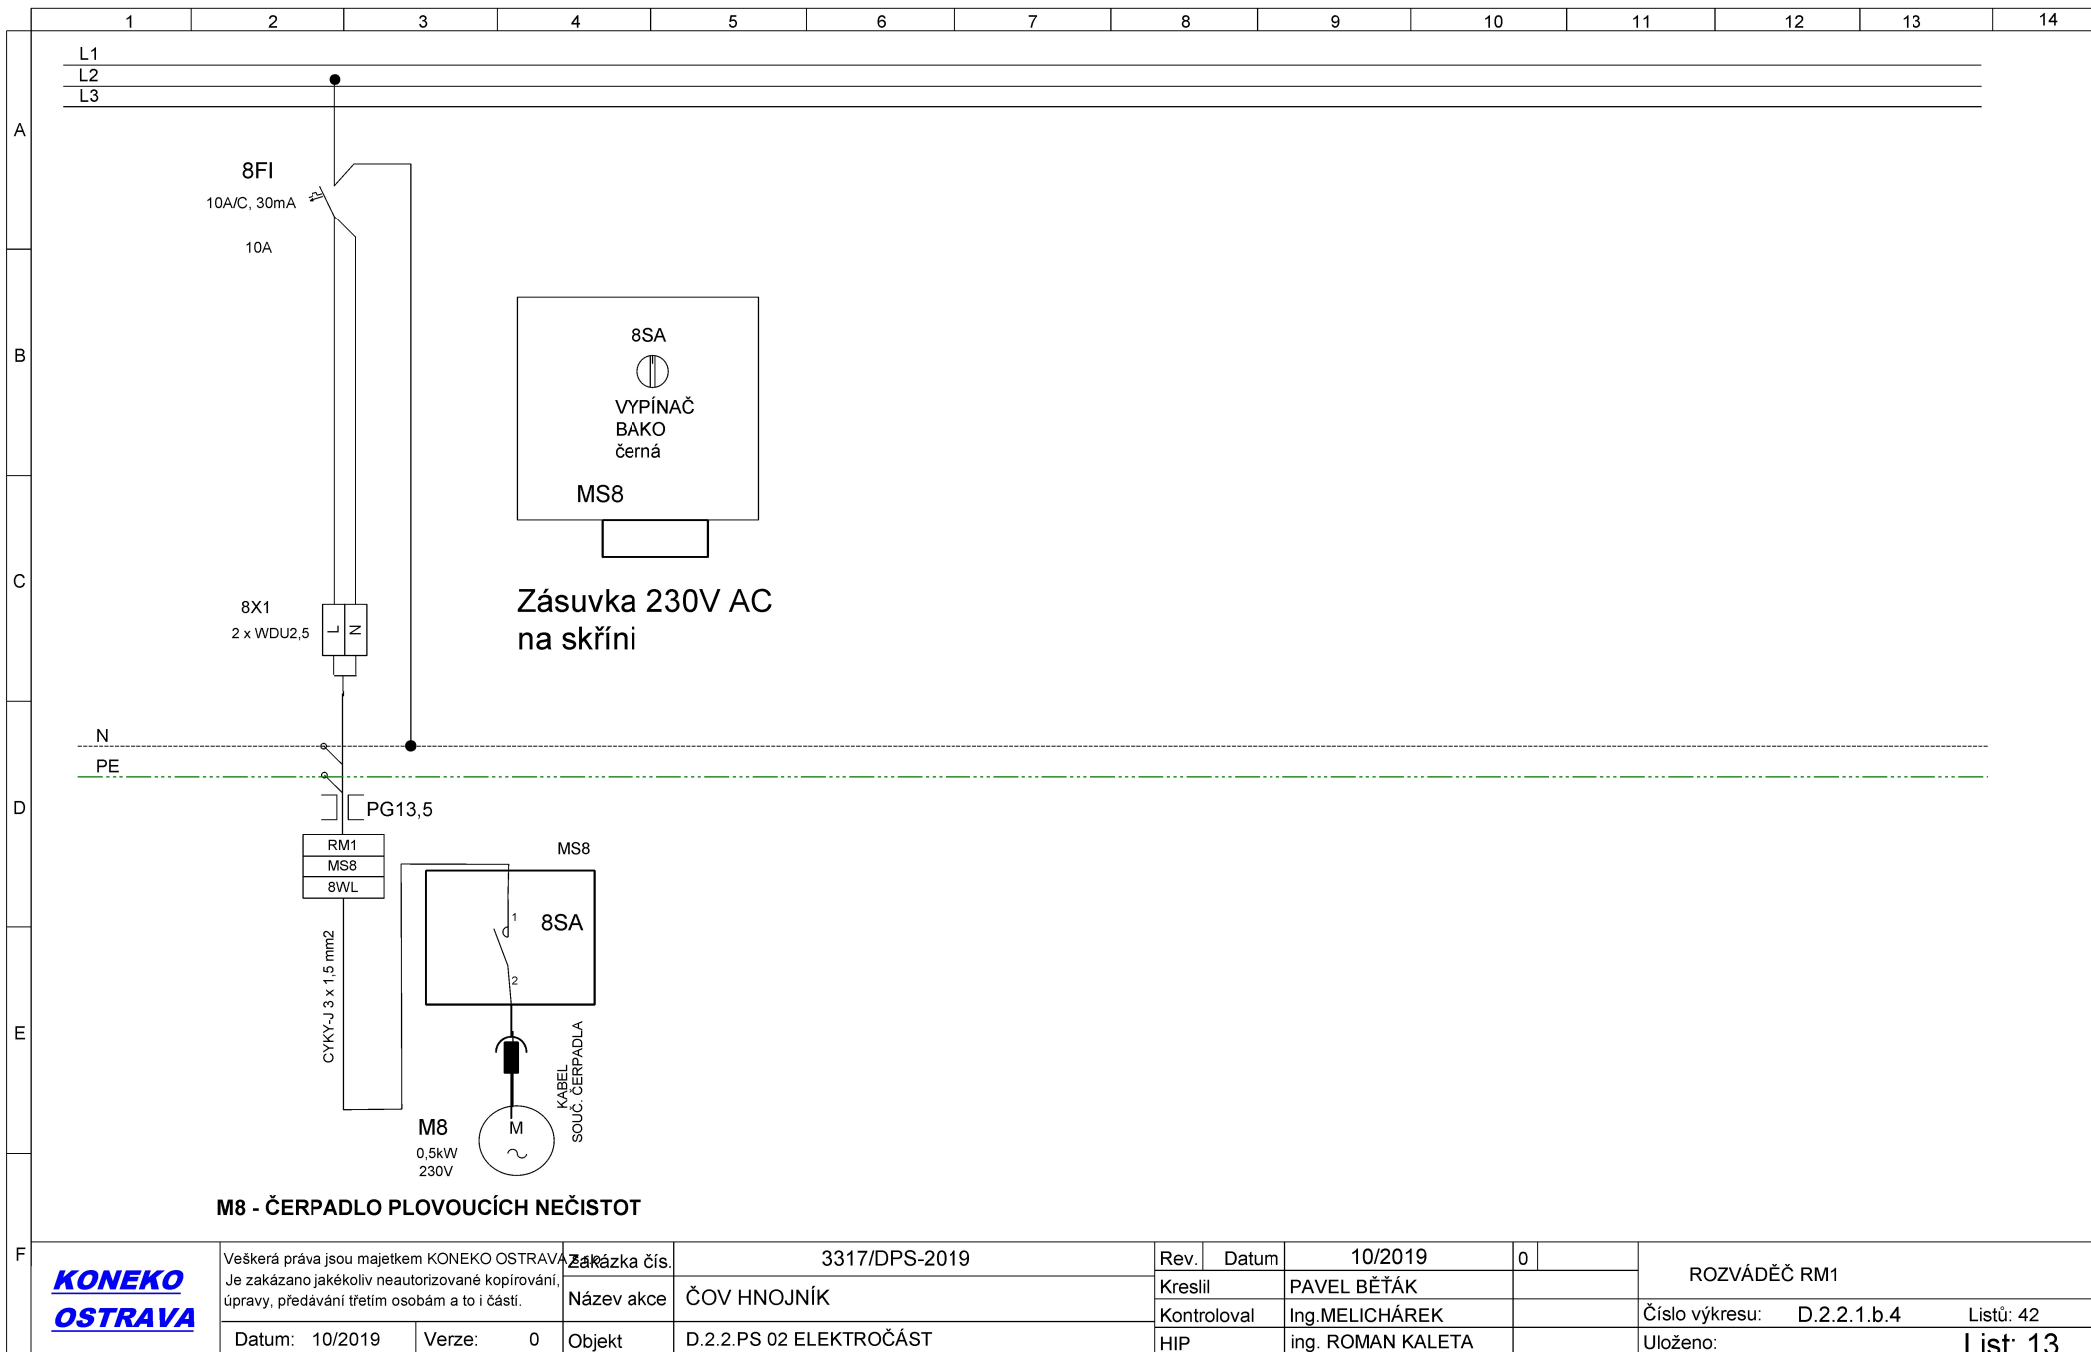 1 2 3 4 5 6 7 8 9 10 11 12 13 14
L1
L2
L3
A
8FI
10A/C, 30mA
10A
B
8SA
VYPÍNAČ
BAKO
černá
MS8
C
Zásuvka 230V AC
na skříni
8X1
2 x WDU2,5
L N
N
PE
D
PG13,5
RM1
MS8
8WL
MS8
1
8SA
2
CYKY-J 3 x 1,5 mm2
E
KABEL
SOUČ. ČERPADLA
M8
0,5kW
230V
M
M8 - ČERPADLO PLOVOUCÍCH NEČISTOT
F
KONEKO
OSTRAVA
Veškerá práva jsou majetkem KONEKO OSTRAVA
Je zakázano jakékoliv neautorizované kopírování,
úpravy, předávání třetím osobám a to i částí.
Datum: 10/2019 Verze: 0
Zakázka čís. 3317/DPS-2019
Název akce ČOV HNOJNÍK
Objekt D.2.2.PS 02 ELEKTROČÁST
Rev. Datum 10/2019 0
Kreslil PAVEL BĚŤÁK
Kontroloval Ing.MELICHÁREK
HIP ing. ROMAN KALETA
ROZVÁDĚČ RM1
Číslo výkresu: D.2.2.1.b.4 Listů: 42
Uloženo: List: 13